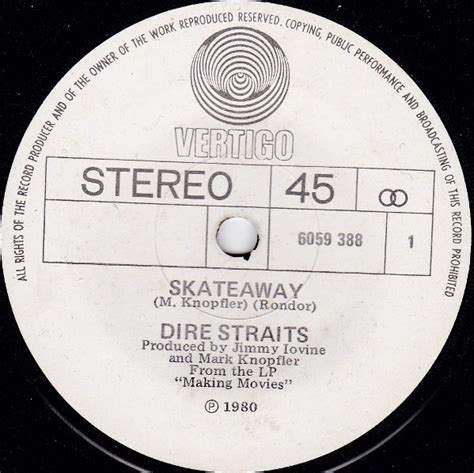 ALL RIGHTS OF THE RECORD PRODUCER AND OF THE OWNER OF THE WORK REPRODUCED RESERVED. COPYING, PUBLIC PERFORMANCE AND BROADCASTING OF THIS RECORD PROHIBITED
VERTIGO
STEREO 45
6059 388 1
SKATEAWAY
(M. Knopfler) (Rondor)
DIRE STRAITS
Produced by Jimmy Iovine
and Mark Knopfler
From the LP
"Making Movies"
℗ 1980